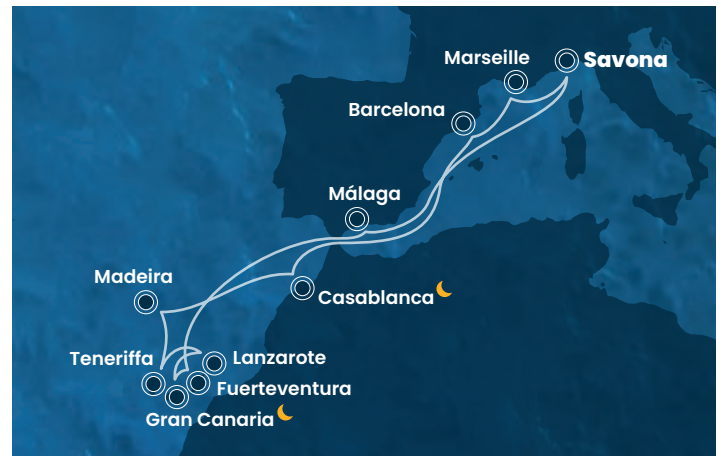 Marseille
Savona
Barcelona
Málaga
Madeira
Casablanca
Teneriffa
Lanzarote
Fuerteventura
Gran Canaria